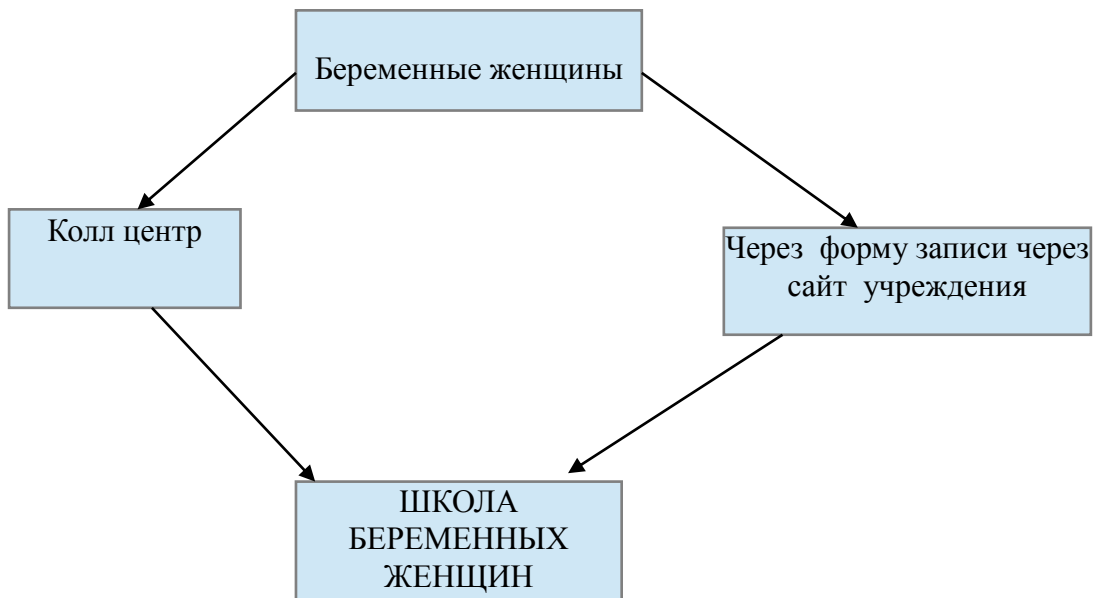 Беременные женщины
Колл центр
Через форму записи через
сайт учреждения
ШКОЛА
БЕРЕМЕННЫХ
ЖЕНЩИН